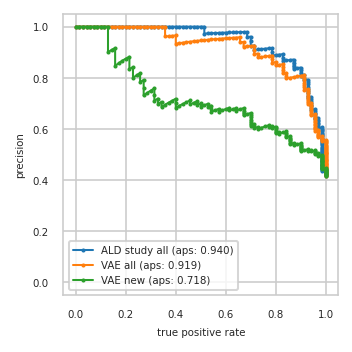 1.0
0.8
0.6
0.4
0.2
0.0
precision
ALD study all (aps: 0.940)
VAE all (aps: 0.919)
VAE new (aps: 0.718)
0.0 0.2 0.4 0.6 0.8 1.0
true positive rate